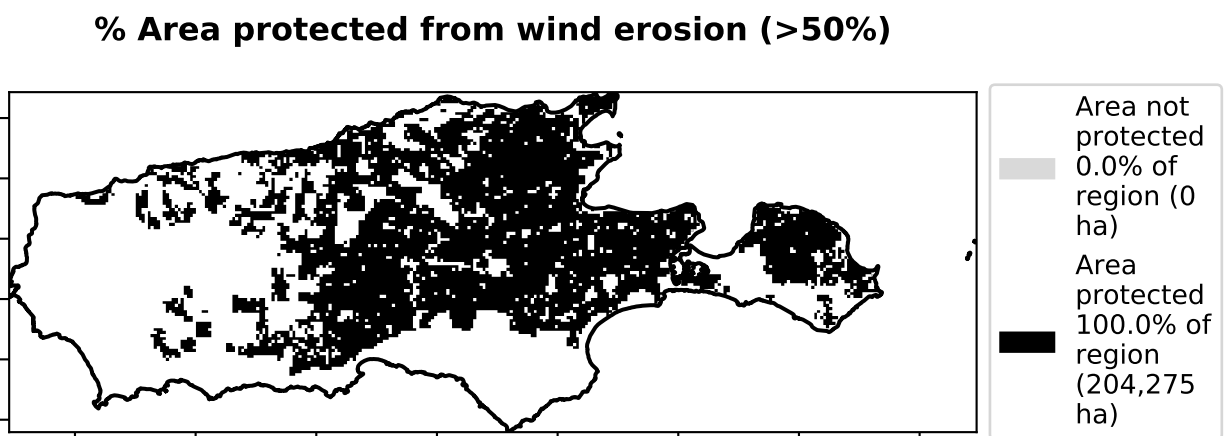 % Area protected from wind erosion (>50%)
Area not
protected
0.0% of
region (0
ha)
Area
protected
100.0% of
region
(204,275
ha)